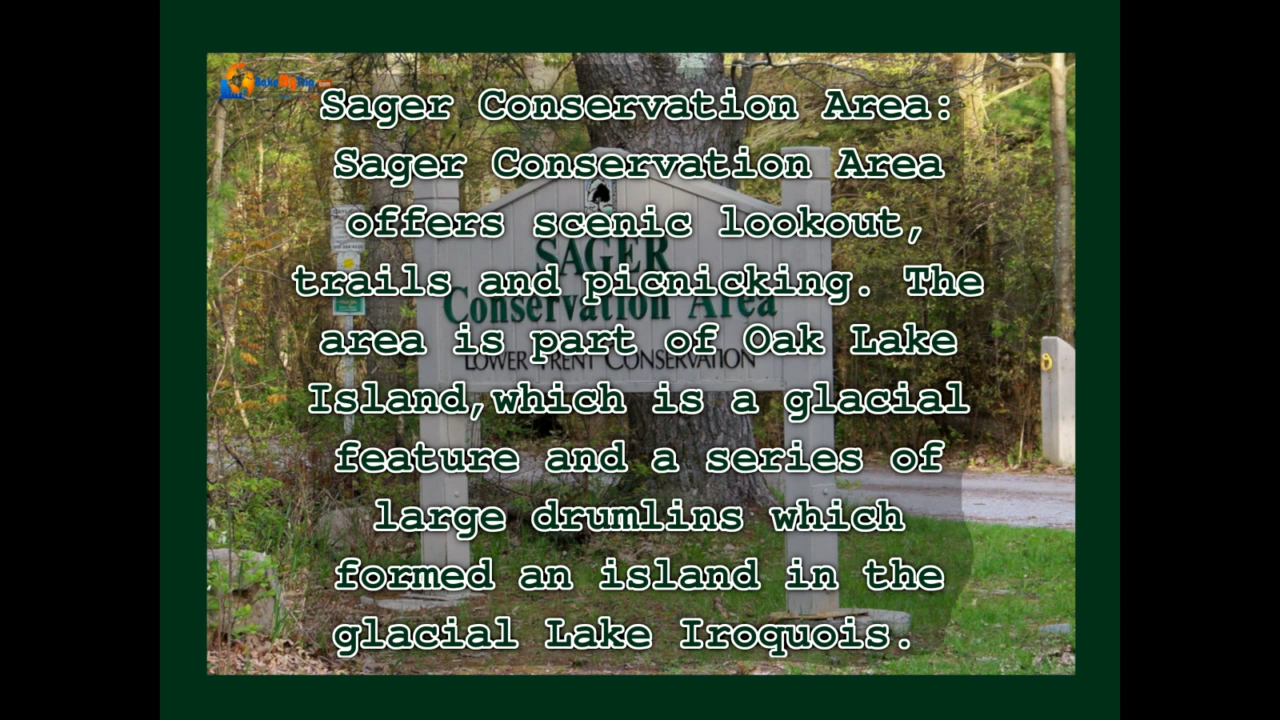 Sager Conservation Area:
Sager Conservation Area
offers scenic lookout,
trails and picnicking. The
area is part of Oak Lake
Island,which is a glacial
feature and a series of
large drumlins which
formed an island in the
glacial Lake Iroquois.
SAGER
Conservation Area
LOWER TRENT CONSERVATION